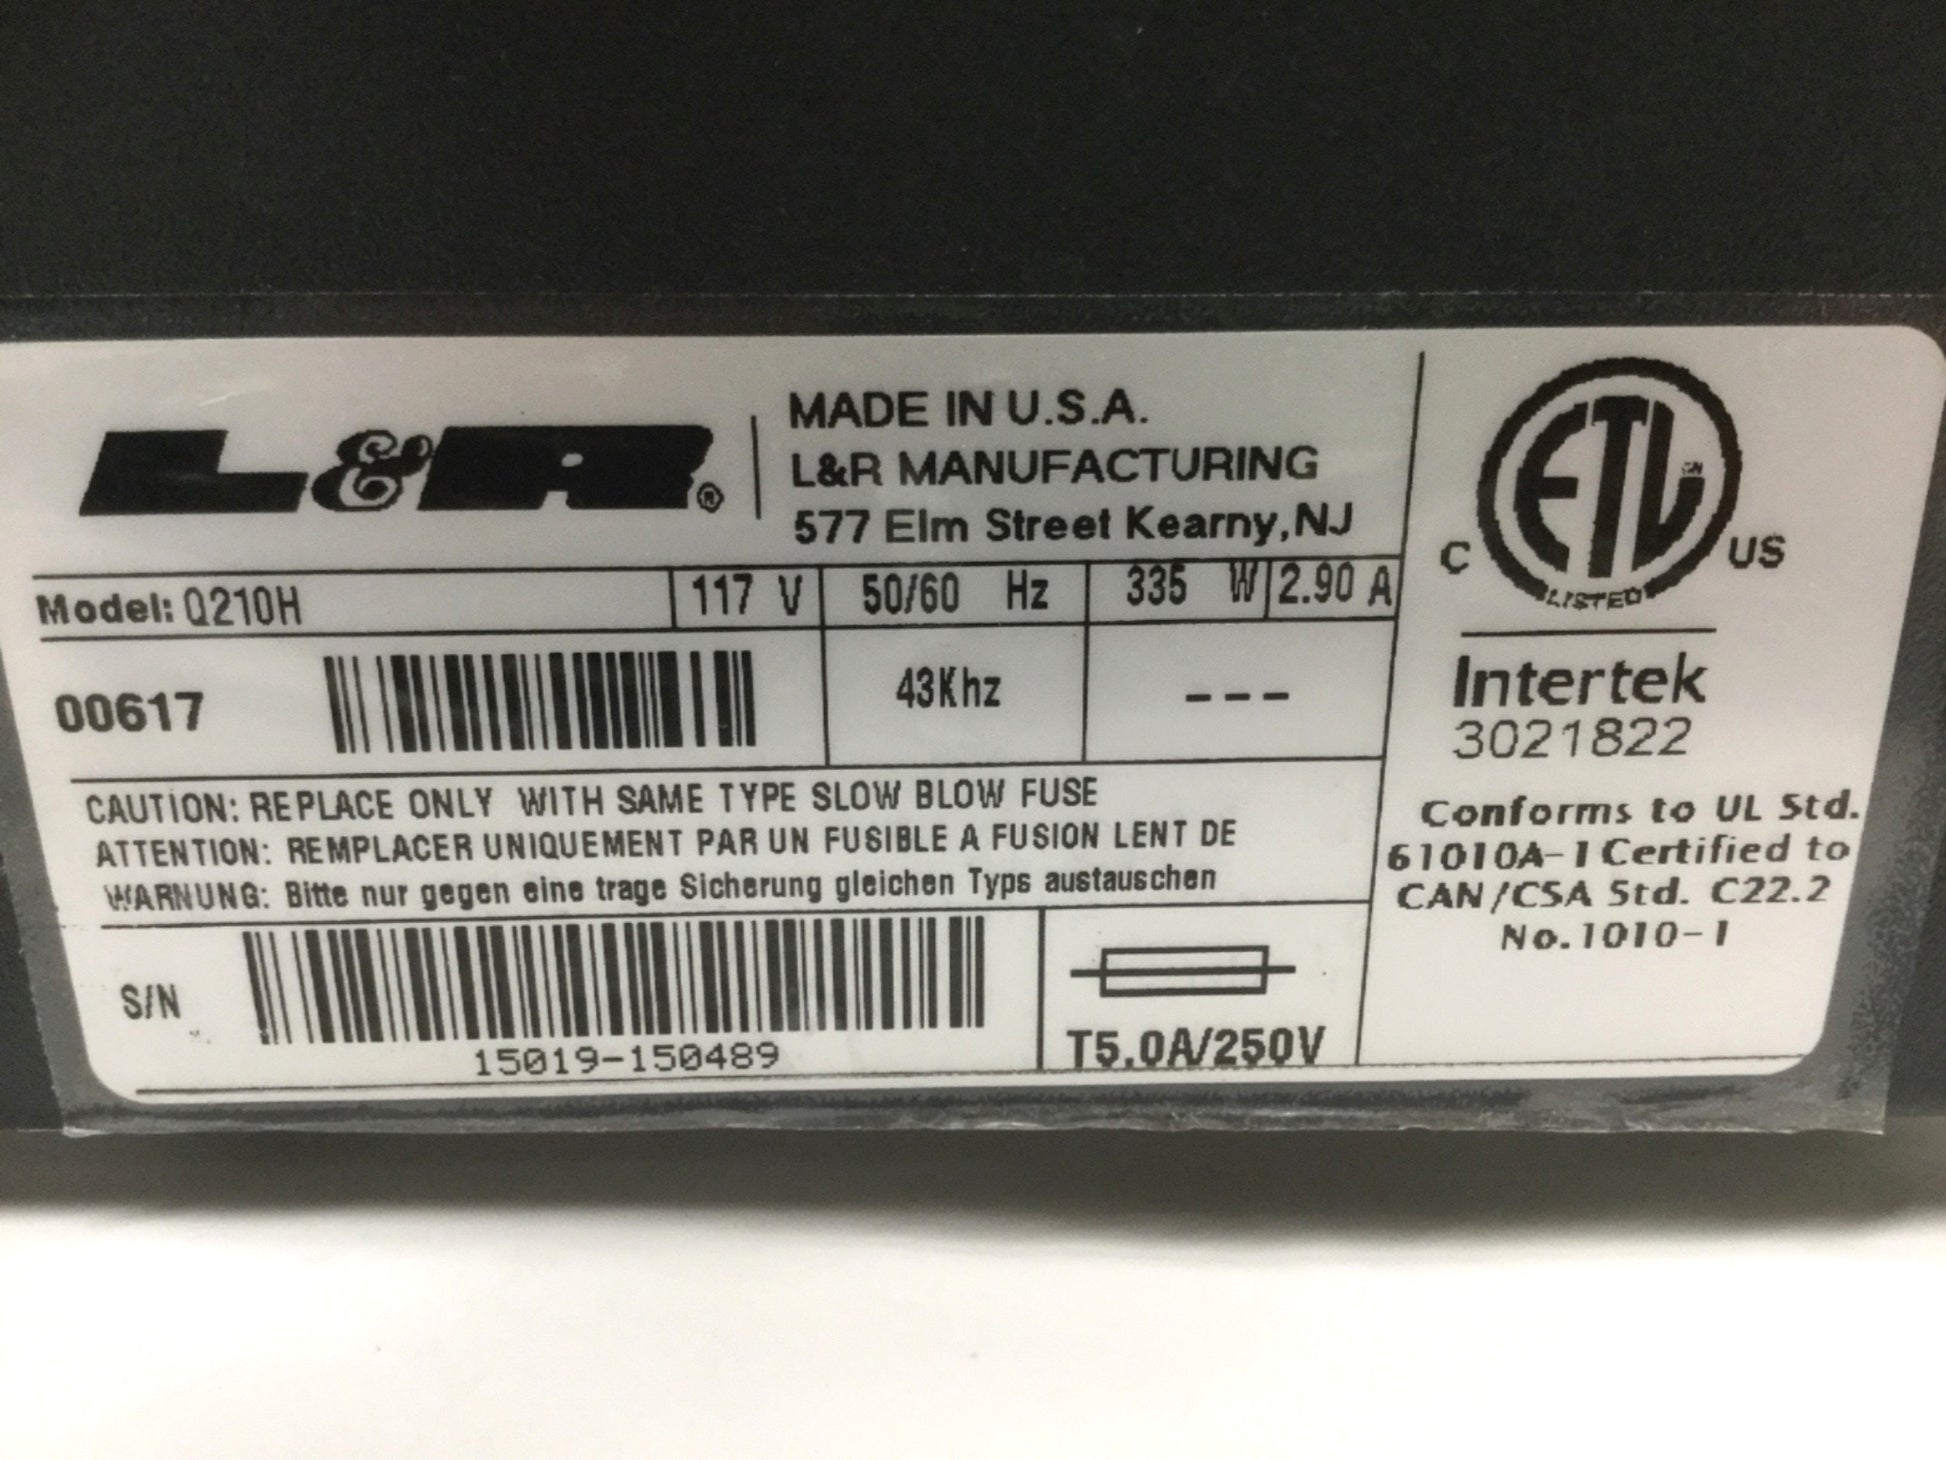 L&R®
MADE IN U.S.A.
L&R MANUFACTURING
577 Elm Street Kearny,NJ
Model: Q210H 117 V 50/60 Hz 335 W 2.90 A
00617 43Khz ---
CAUTION: REPLACE ONLY WITH SAME TYPE SLOW BLOW FUSE
ATTENTION: REMPLACER UNIQUEMENT PAR UN FUSIBLE A FUSION LENT DE
WARNUNG: Bitte nur gegen eine trage Sicherung gleichen Typs austauschen
S/N
15019-150489
T5.0A/250V
ETL
C US
LISTED
Intertek
3021822
Conforms to UL Std.
61010A-1 Certified to
CAN/CSA Std. C22.2
No.1010-1